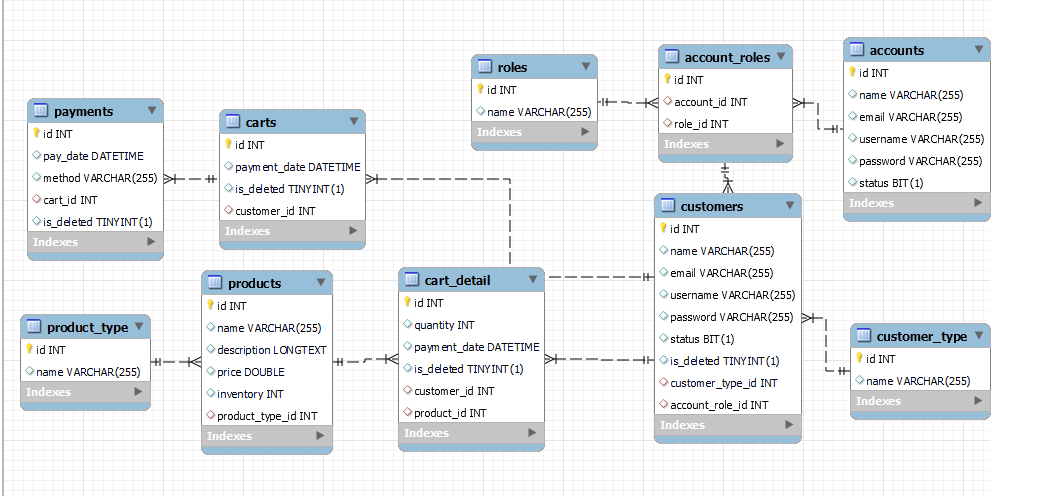 payments
id INT
pay_date DATETIME
method VARCHAR(255)
cart_id INT
is_deleted TINYINT(1)
Indexes
carts
id INT
payment_date DATETIME
is_deleted TINYINT(1)
customer_id INT
Indexes
roles
id INT
name VARCHAR(255)
Indexes
account_roles
id INT
account_id INT
role_id INT
Indexes
accounts
id INT
name VARCHAR(255)
email VARCHAR(255)
username VARCHAR(255)
password VARCHAR(255)
status BIT(1)
Indexes
product_type
id INT
name VARCHAR(255)
Indexes
products
id INT
name VARCHAR(255)
description LONGTEXT
price DOUBLE
inventory INT
product_type_id INT
Indexes
cart_detail
id INT
quantity INT
payment_date DATETIME
is_deleted TINYINT(1)
customer_id INT
product_id INT
Indexes
customers
id INT
name VARCHAR(255)
email VARCHAR(255)
username VARCHAR(255)
password VARCHAR(255)
status BIT(1)
is_deleted TINYINT(1)
customer_type_id INT
account_role_id INT
Indexes
customer_type
id INT
name VARCHAR(255)
Indexes